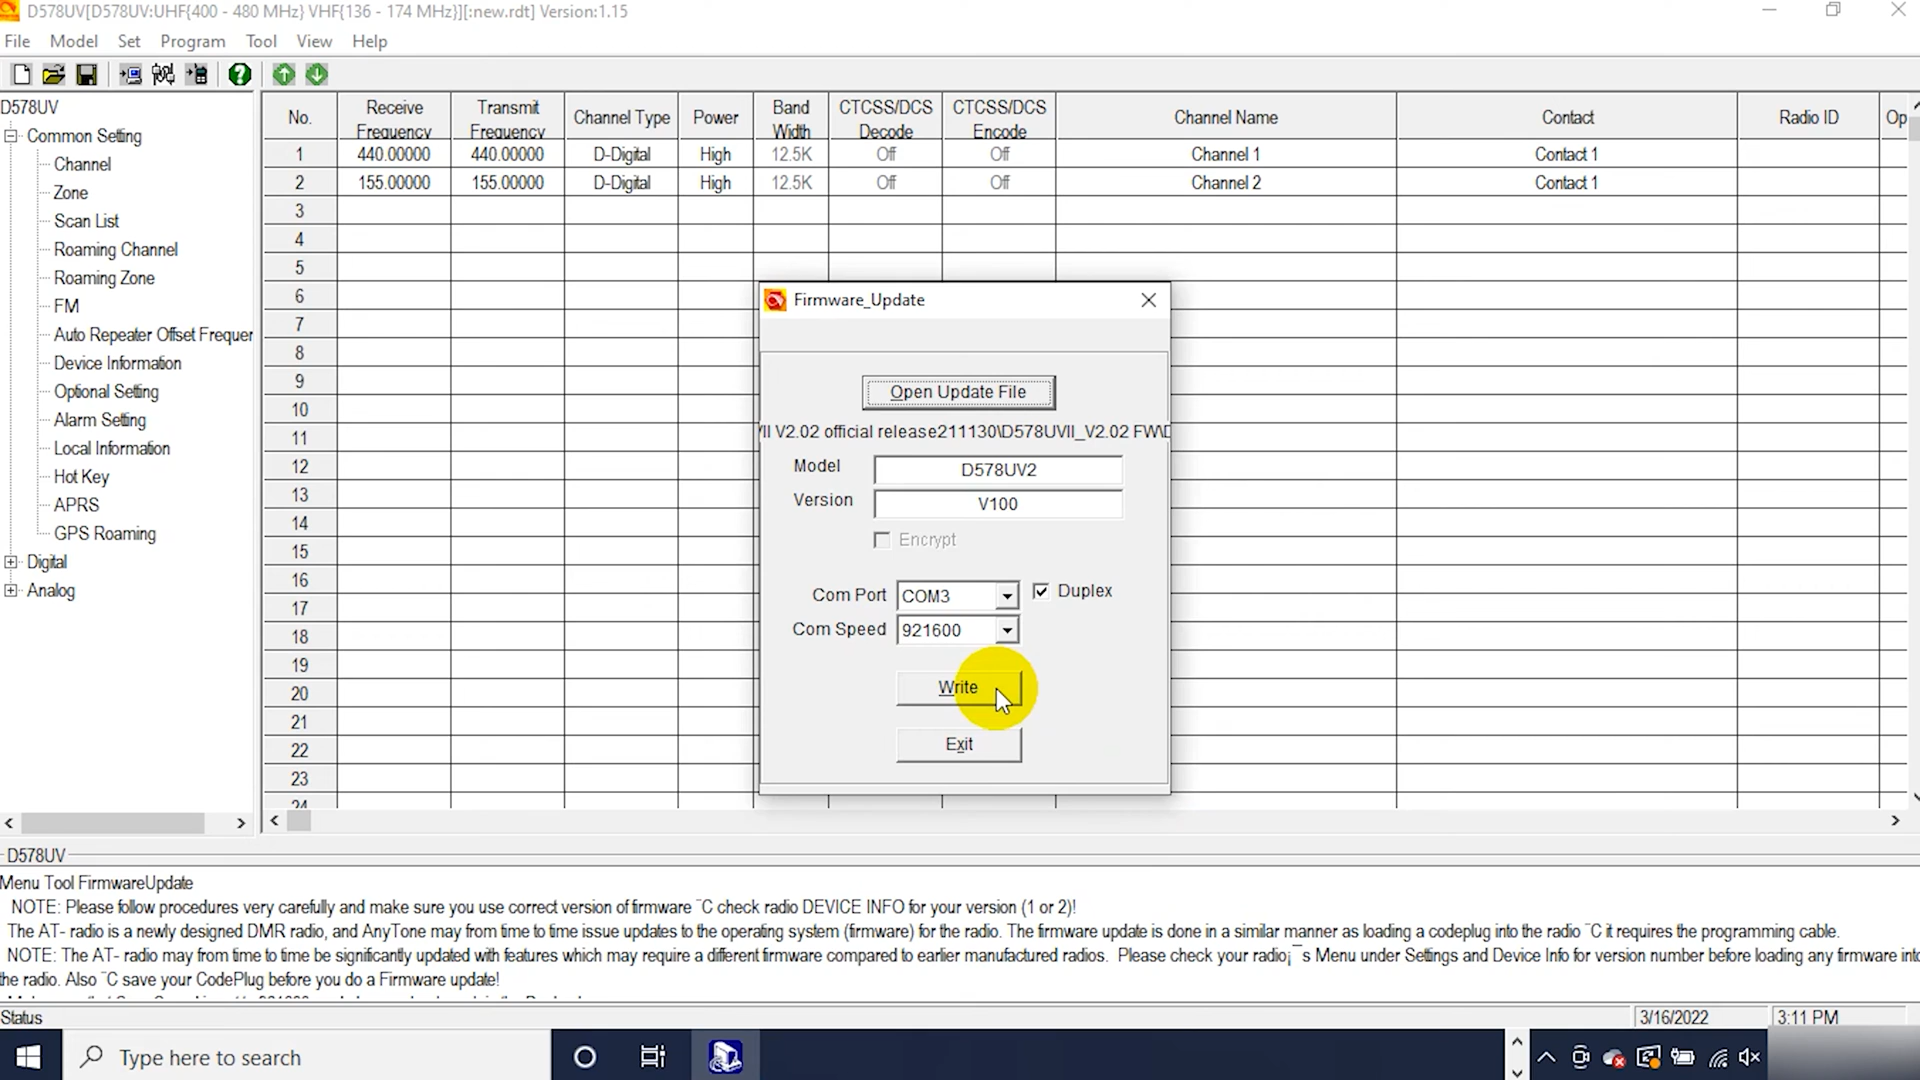 D578UV[D578UV:UHF{400 - 480 MHz} VHF{136 - 174 MHz}][:new.rdt] Version:1.15
File Model Set Program Tool View Help
D578UV
Common Setting
Channel
Zone
Scan List
Roaming Channel
Roaming Zone
FM
Auto Repeater Offset Frequer
Device Information
Optional Setting
Alarm Setting
Local Information
Hot Key
APRS
GPS Roaming
Digital
Analog
No. Receive Frequency Transmit Frequency Channel Type Power Band Width CTCSS/DCS Decode CTCSS/DCS Encode Channel Name Contact Radio ID Op
1 440.00000 440.00000 D-Digital High 12.5K Off Off Channel 1 Contact 1
2 155.00000 155.00000 D-Digital High 12.5K Off Off Channel 2 Contact 1
3
4
5
6
7
8
9
10
11
12
13
14
15
16
17
18
19
20
21
22
23
24
Firmware_Update
Open Update File
VII V2.02 official release211130\D578UVII_V2.02 FW\D
Model D578UV2
Version V100
Encrypt
Com Port COM3 Duplex
Com Speed 921600
Write
Exit
D578UV
Menu Tool FirmwareUpdate
NOTE: Please follow procedures very carefully and make sure you use correct version of firmware ¨C check radio DEVICE INFO for your version (1 or 2)!
The AT- radio is a newly designed DMR radio, and AnyTone may from time to time issue updates to the operating system (firmware) for the radio. The firmware update is done in a similar manner as loading a codeplug into the radio ¨C it requires the programming cable.
NOTE: The AT- radio may from time to time be significantly updated with features which may require a different firmware compared to earlier manufactured radios. Please check your radio¡¯s Menu under Settings and Device Info for version number before loading any firmware into
the radio. Also ¨C save your CodePlug before you do a Firmware update!
Status 3/16/2022 3:11 PM
Type here to search